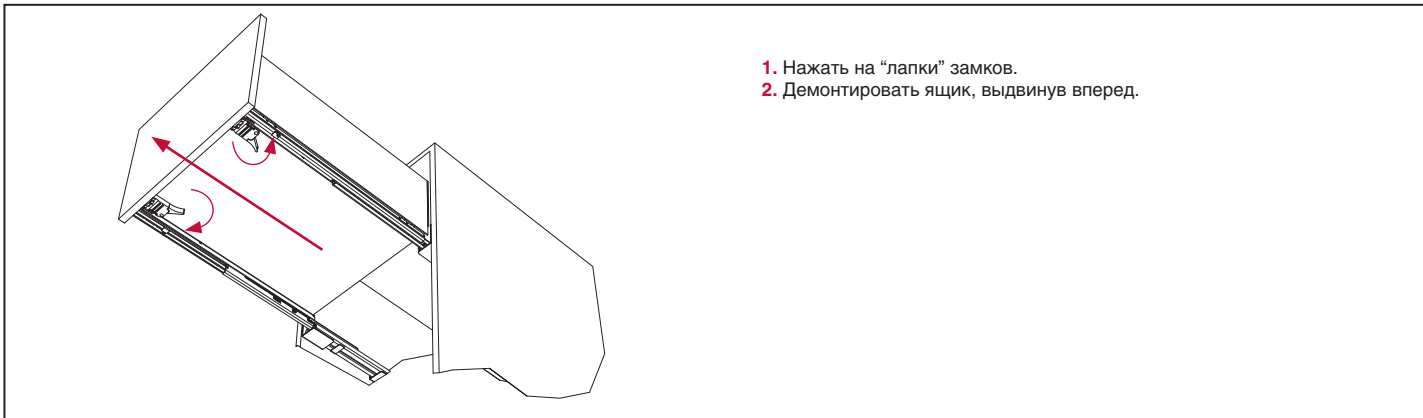 1. Нажать на “лапки” замков.
2. Демонтировать ящик, выдвинув вперед.